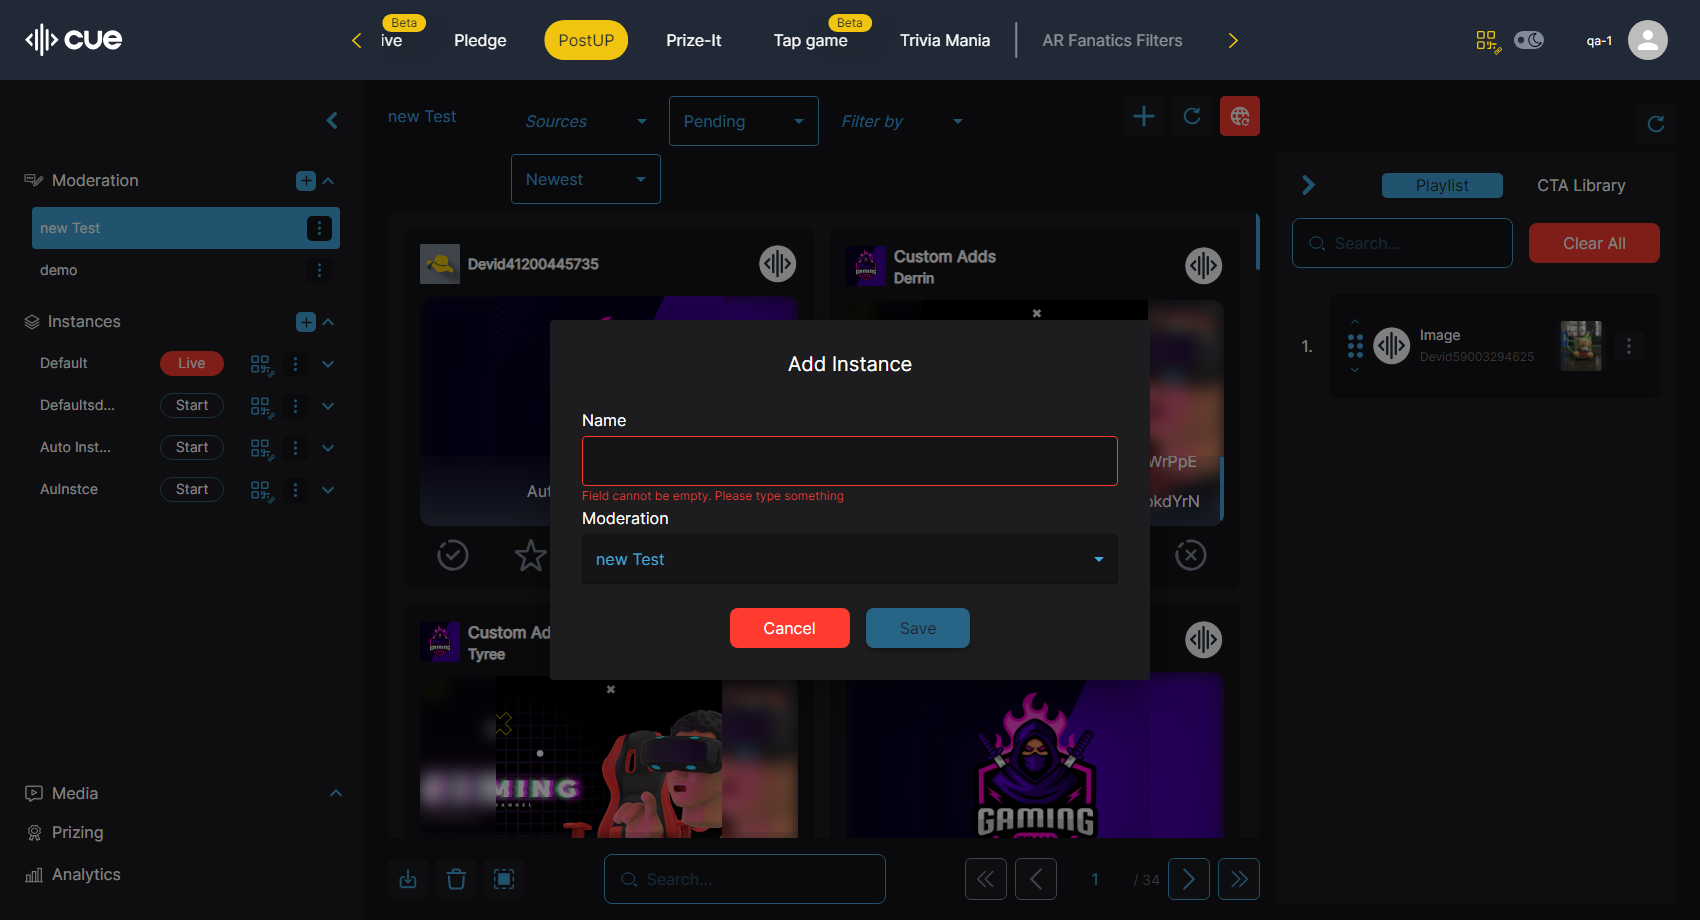 cue
Beta
ive
Pledge
PostUP
Prize-It
Beta
Tap game
Trivia Mania
AR Fanatics Filters
qa-1
Moderation
new Test
demo
Instances
Default
Live
Defaultsd...
Start
Auto Inst...
Start
AuInstce
Start
Media
Prizing
Analytics
new Test
Sources
Pending
Filter by
Newest
Devid41200445735
Custom Adds
Derrin
Aut
WrPpE
okdYrN
Custom Ad
Tyree
GAMING
Add Instance
Name
Field cannot be empty. Please type something
Moderation
new Test
Cancel
Save
Search...
1
/ 34
Playlist
CTA Library
Search...
Clear All
1.
Image
Devid59003294625